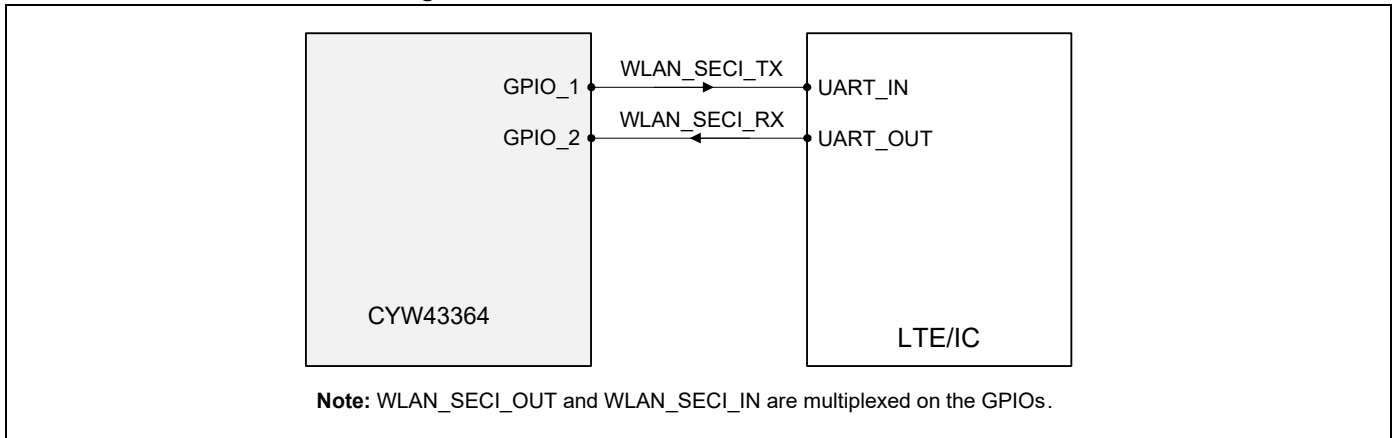 GPIO_1 WLAN_SECI_TX UART_IN
GPIO_2 WLAN_SECI_RX UART_OUT
CYW43364
LTE/IC
Note: WLAN_SECI_OUT and WLAN_SECI_IN are multiplexed on the GPIOs.